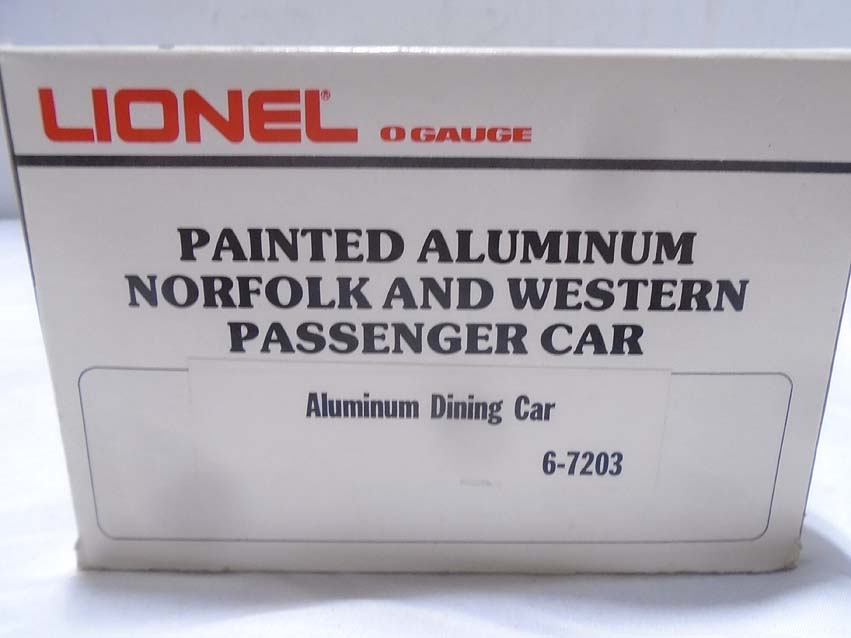 LIONEL® O GAUGE
PAINTED ALUMINUM
NORFOLK AND WESTERN
PASSENGER CAR
Aluminum Dining Car
6-7203